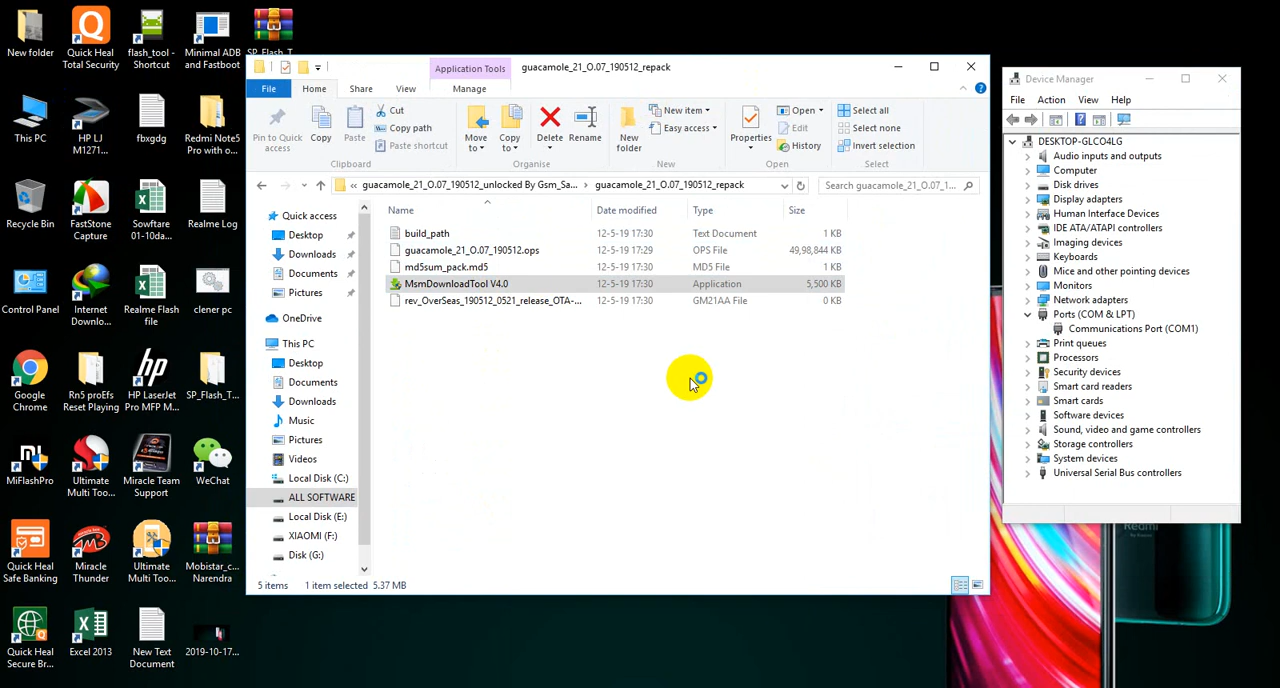 New folder
Quick Heal
Total Security
flash_tool -
Shortcut
Minimal ADB
and Fastboot
SP_Flash_T...
This PC
HP LJ
M1271...
fbxgdg
Redmi Note5
Pro with o...
Recycle Bin
FastStone
Capture
Sowftare
01-10da...
Realme Log
Control Panel
Internet
Downlo...
Realme Flash
file
clener pc
Google
Chrome
Rn5 proEfs
Reset Playing
HP LaserJet
Pro MFP M...
SP_Flash_T...
MiFlashPro
Ultimate
Multi Too...
Miracle Team
Support
WeChat
Quick Heal
Safe Banking
Miracle
Thunder
Ultimate
Multi Too...
Mobistar_c...
Narendra
Quick Heal
Secure Br...
Excel 2013
New Text
Document
2019-10-17...
Application Tools
guacamole_21_O.07_190512_repack
File
Home
Share
View
Manage
Pin to Quick
access
Copy
Paste
Cut
Copy path
Paste shortcut
Clipboard
Move
to
Copy
to
Delete
Rename
Organise
New
folder
New item
Easy access
New
Properties
Open
Edit
History
Open
Select all
Select none
Invert selection
Select
« guacamole_21_O.07_190512_unlocked By Gsm_Sa... > guacamole_21_O.07_190512_repack
Search guacamole_21_O.07_1...
Quick access
Desktop
Downloads
Documents
Pictures
OneDrive
This PC
Desktop
Documents
Downloads
Music
Pictures
Videos
Local Disk (C:)
ALL SOFTWARE
Local Disk (E:)
XIAOMI (F:)
Disk (G:)
Name Date modified Type Size
build_path 12-5-19 17:30 Text Document 1 KB
guacamole_21_O.07_190512.ops 12-5-19 17:29 OPS File 49,98,844 KB
md5sum_pack.md5 12-5-19 17:30 MD5 File 1 KB
MsmDownloadTool V4.0 12-5-19 17:30 Application 5,500 KB
rev_OverSeas_190512_0521_release_OTA-... 12-5-19 17:30 GM21AA File 0 KB
5 items 1 item selected 5.37 MB
Device Manager
File Action View Help
DESKTOP-GLCO4LG
Audio inputs and outputs
Computer
Disk drives
Display adapters
Human Interface Devices
IDE ATA/ATAPI controllers
Imaging devices
Keyboards
Mice and other pointing devices
Monitors
Network adapters
Ports (COM & LPT)
Communications Port (COM1)
Print queues
Processors
Security devices
Smart card readers
Smart cards
Software devices
Sound, video and game controllers
Storage controllers
System devices
Universal Serial Bus controllers
Redmi